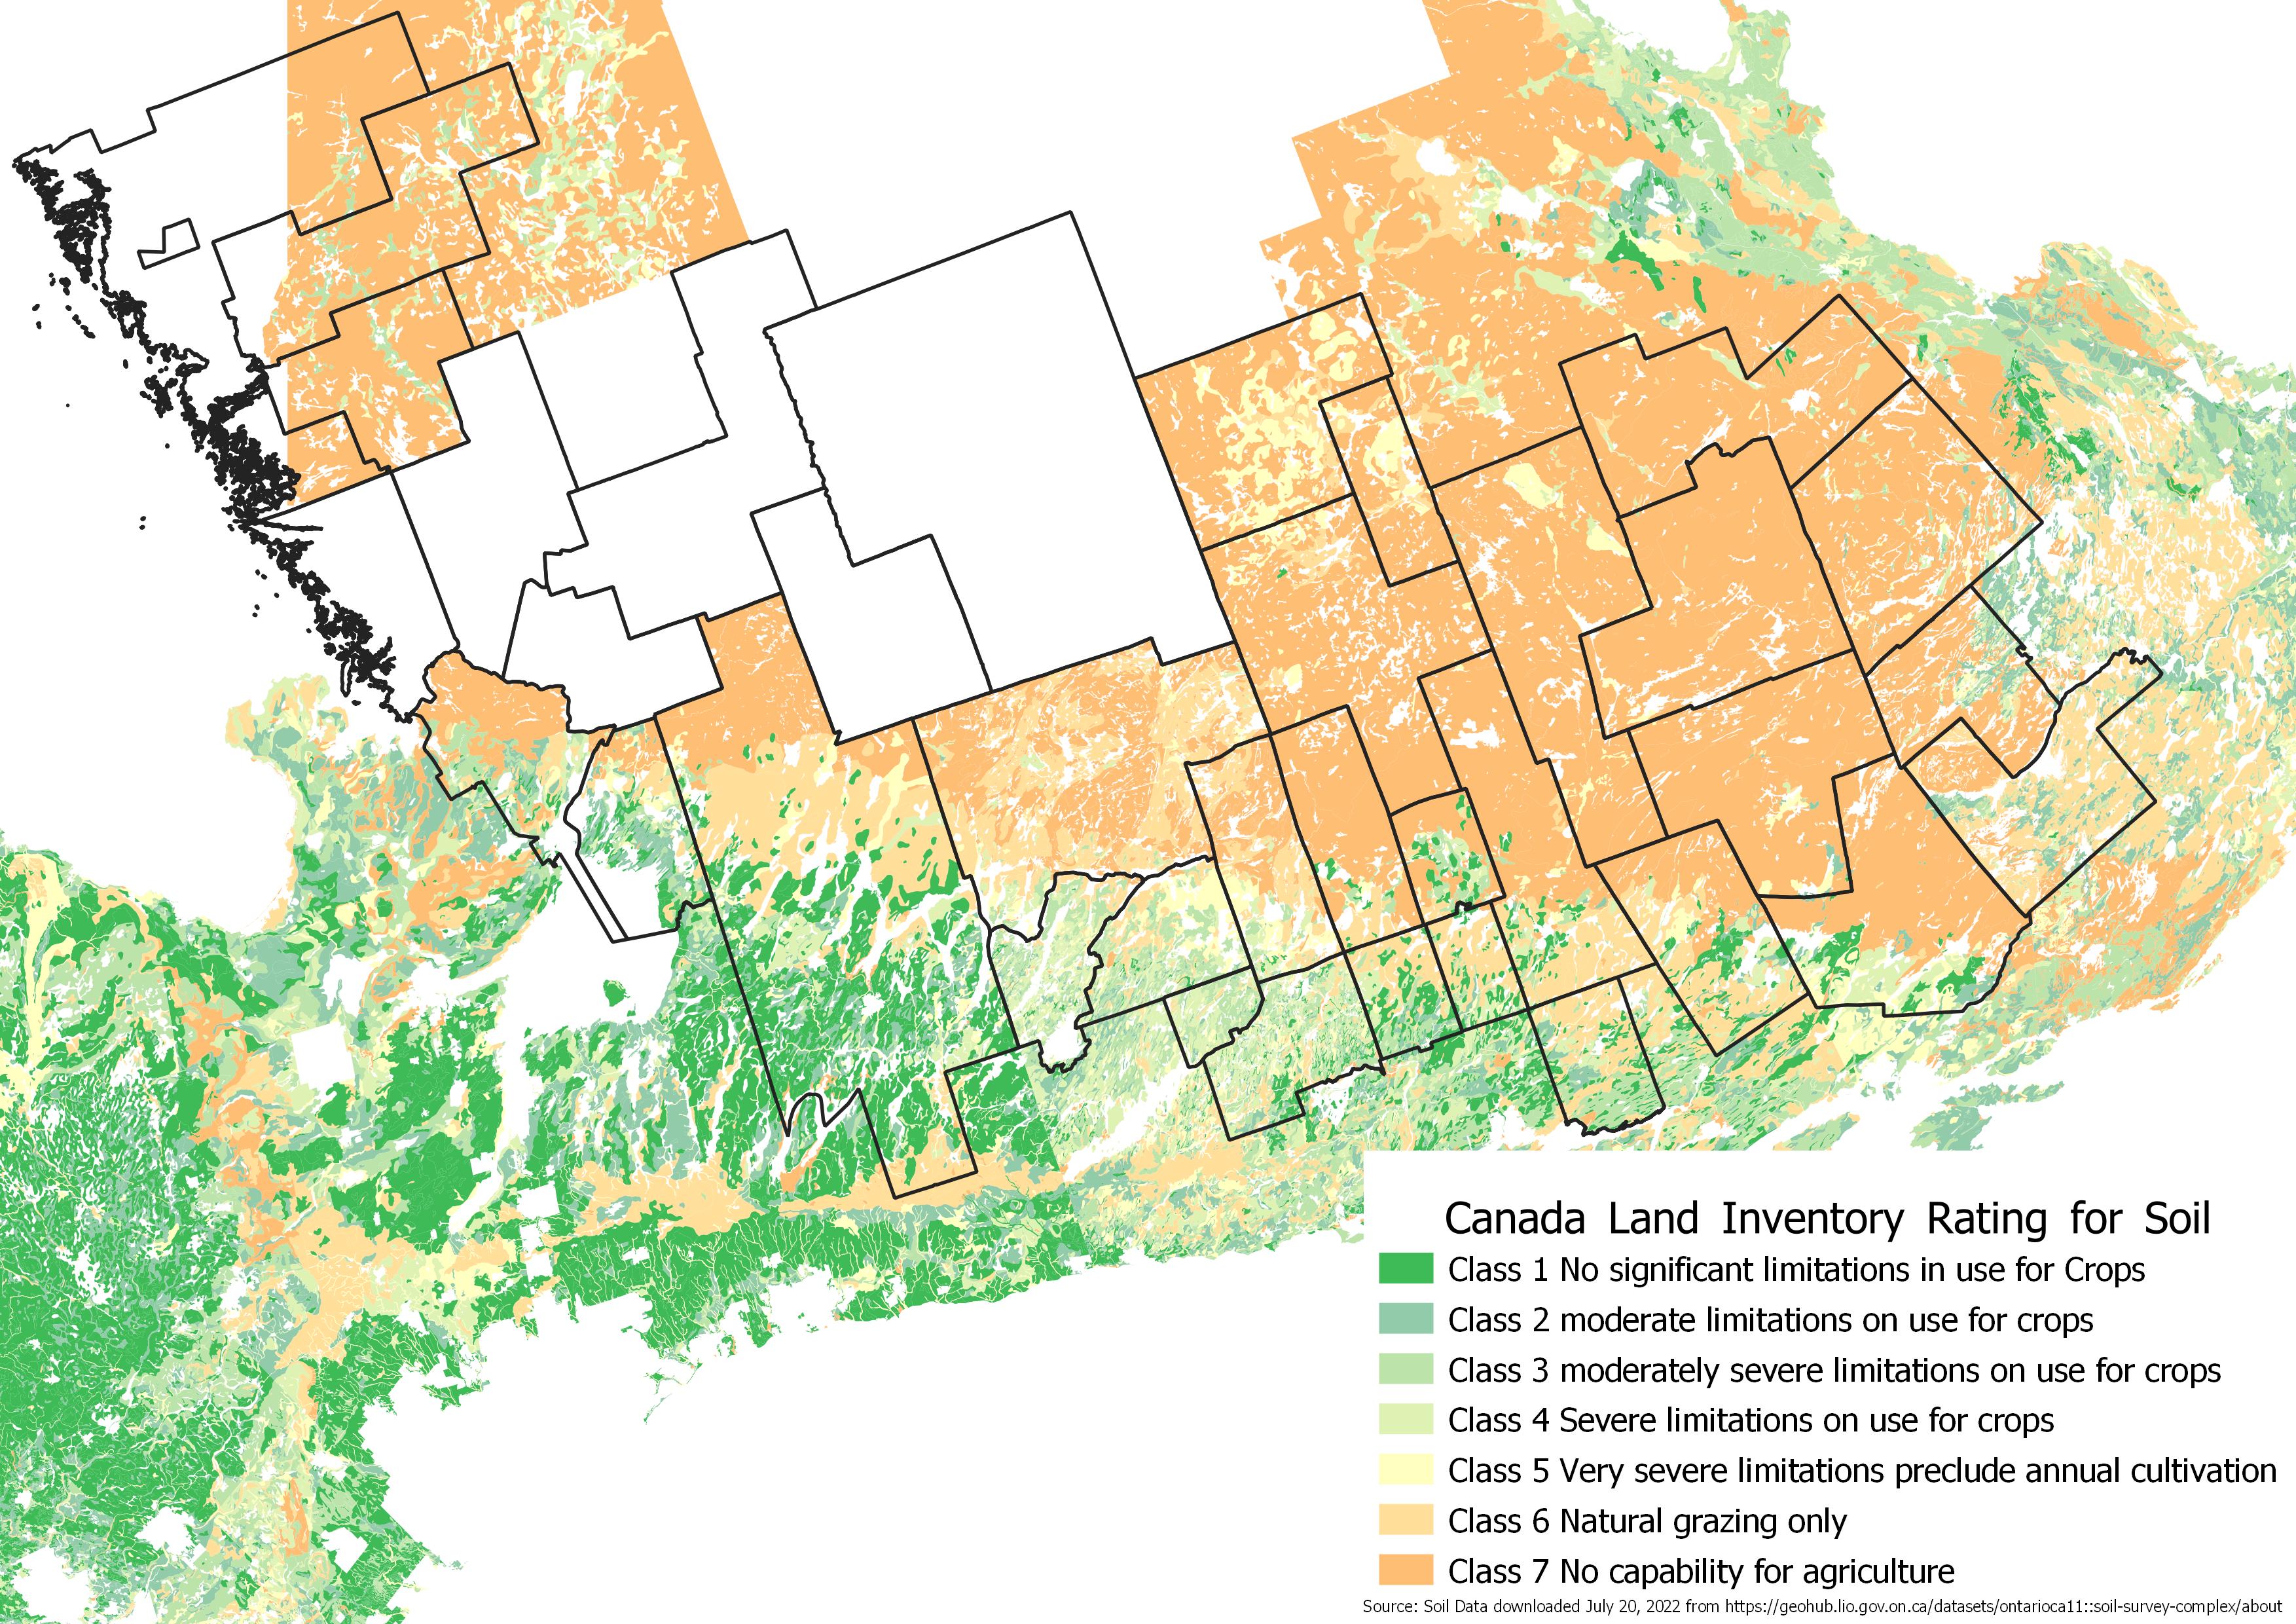 Canada Land Inventory Rating for Soil
Class 1 No significant limitations in use for Crops
Class 2 moderate limitations on use for crops
Class 3 moderately severe limitations on use for crops
Class 4 Severe limitations on use for crops
Class 5 Very severe limitations preclude annual cultivation
Class 6 Natural grazing only
Class 7 No capability for agriculture
Source: Soil Data downloaded July 20, 2022 from https://geohub.lio.gov.on.ca/datasets/ontarioca11::soil-survey-complex/about